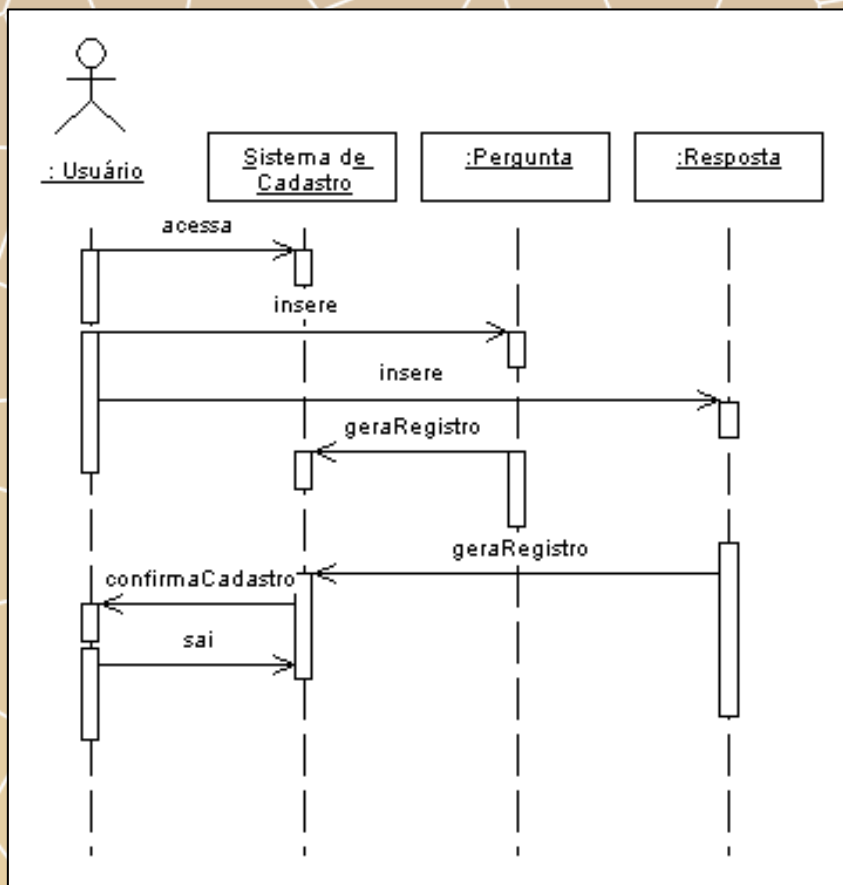 : Usuário
Sistema de
Cadastro
:Pergunta
:Resposta
acessa
insere
insere
geraRegistro
geraRegistro
confirmaCadastro
sai